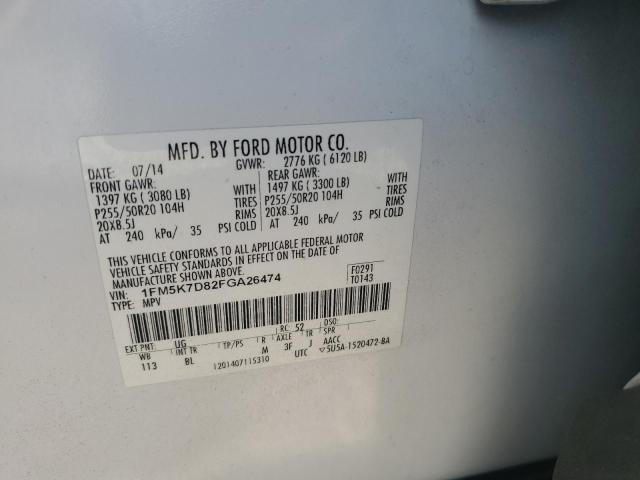 MFD. BY FORD MOTOR CO.
DATE: 07/14 GVWR: 2776 KG ( 6120 LB)
FRONT GAWR: REAR GAWR:
1397 KG ( 3080 LB) WITH 1497 KG ( 3300 LB) WITH
P255/50R20 104H TIRES P255/50R20 104H TIRES
20X8.5J RIMS 20X8.5J RIMS
AT 240 kPa/ 35 PSI COLD AT 240 kPa/ 35 PSI COLD
THIS VEHICLE CONFORMS TO ALL APPLICABLE FEDERAL MOTOR
VEHICLE SAFETY STANDARDS IN EFFECT ON THE DATE OF
MANUFACTURE SHOWN ABOVE.
VIN: 1FM5K7D82FGA26474 F0291
TYPE: MPV T0143
EXT PNT: UG RC: 52 DSO:
WB INT TR TP/PS R AXLE TR SPR
113 BL M 3F J AACC
1201407115310 UTC 5U5A-1520472-BA